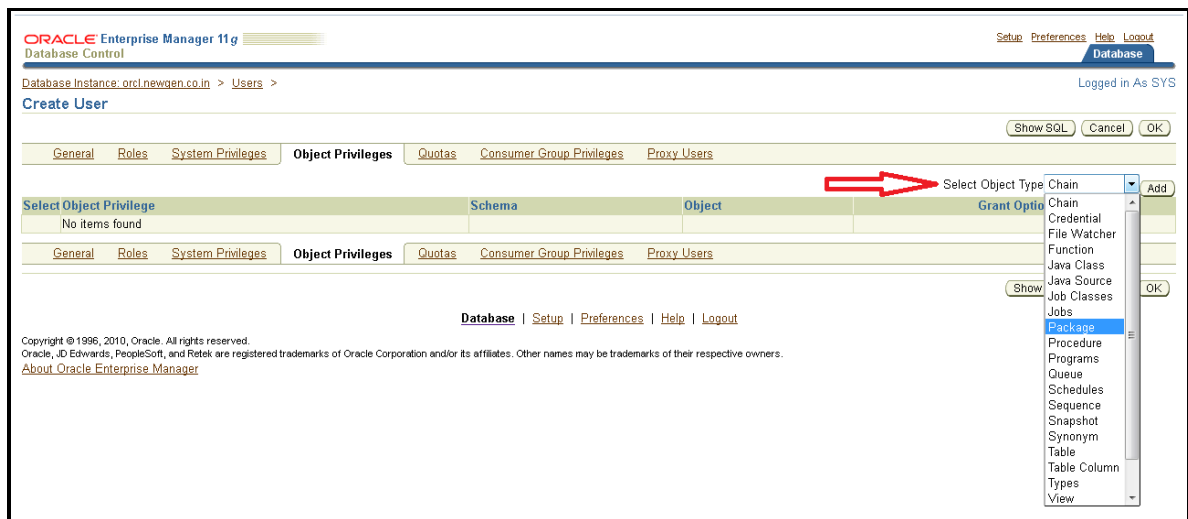 ORACLE Enterprise Manager 11g
Database Control
Setup Preferences Help Logout
Database
Database Instance: orcl.newgen.co.in > Users >
Logged in As SYS
Create User
Show SQL Cancel OK
General Roles System Privileges Object Privileges Quotas Consumer Group Privileges Proxy Users
Select Object Type Chain Add
Select Object Privilege Schema Object Grant Optio
No items found
General Roles System Privileges Object Privileges Quotas Consumer Group Privileges Proxy Users
Chain
Credential
File Watcher
Function
Java Class
Java Source
Job Classes
Jobs
Package
Procedure
Programs
Queue
Schedules
Sequence
Snapshot
Synonym
Table
Table Column
Types
View
Show OK
Database | Setup | Preferences | Help | Logout
Copyright © 1996, 2010, Oracle. All rights reserved.
Oracle, JD Edwards, PeopleSoft, and Retek are registered trademarks of Oracle Corporation and/or its affiliates. Other names may be trademarks of their respective owners.
About Oracle Enterprise Manager